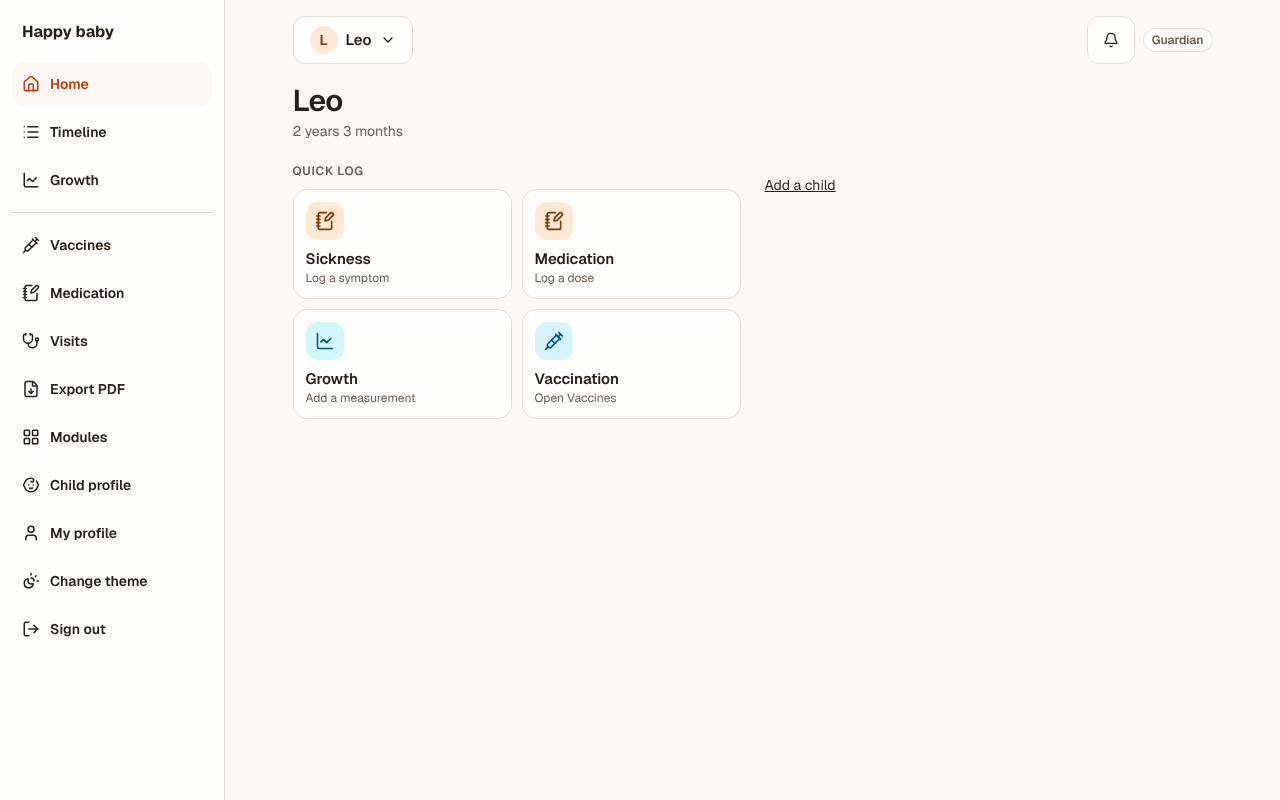 Happy baby
Home
Timeline
Growth
Vaccines
Medication
Visits
Export PDF
Modules
Child profile
My profile
Change theme
Sign out
L Leo
Guardian
Leo
2 years 3 months
QUICK LOG
Sickness
Log a symptom
Medication
Log a dose
Growth
Add a measurement
Vaccination
Open Vaccines
Add a child